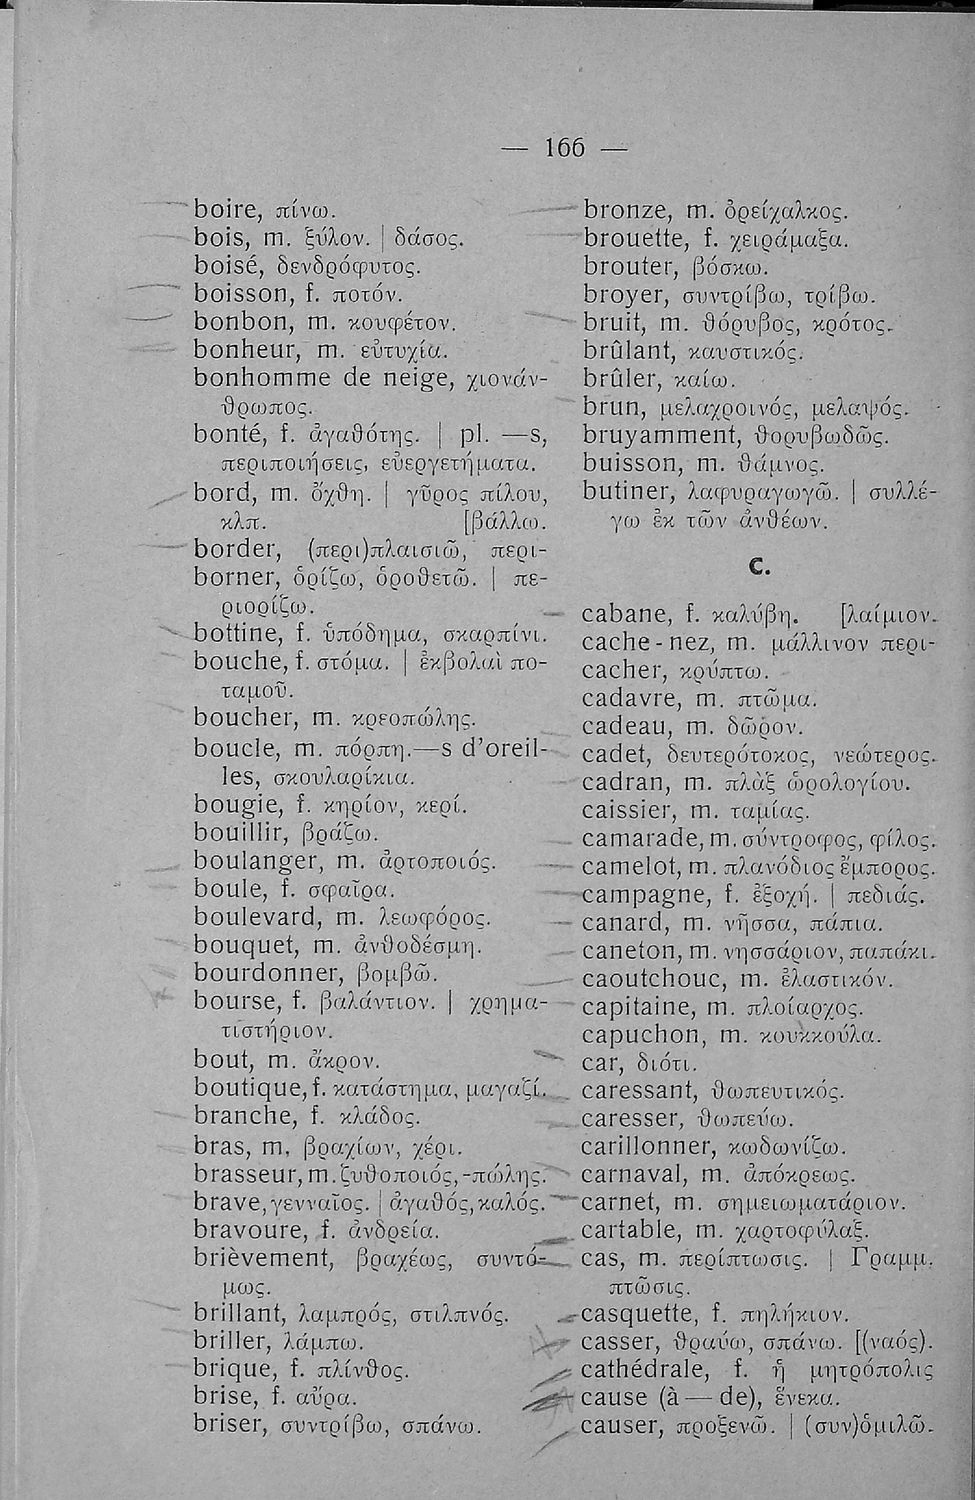 — 166 —
boire, πίνω.
bois, m. ξύλον. | δάσος.
boisé, δενδρόφυτος.
boisson, f. ποτόν.
bonbon, m. κουφέτον.
bonheur, m. εὐτυχία.
bonhomme de neige, χιονάν-
θρωπος.
bonté, f. ἀγαθότης. | pl. —s,
περιποιήσεις, εὐεργετήματα.
bord, m. ὄχθη. | γῦρος πίλου,
κλπ. [βάλλω.
border, (περι)πλαισιῶ, περι-
borner, ὁρίζω, ὁροθετῶ. | πε-
ριορίζω.
bottine, f. ὑπόδημα, σκαρπίνι.
bouche, f. στόμα. | ἐκβολαὶ πο-
ταμοῦ.
boucher, m. κρεοπώλης.
boucle, m. πόρπη.—s d'oreil-
les, σκουλαρίκια.
bougie, f. κηρίον, κερί.
bouillir, βράζω.
boulanger, m. ἀρτοποιός.
boule, f. σφαῖρα.
boulevard, m. λεωφόρος.
bouquet, m. ἀνθοδέσμη.
bourdonner, βομβῶ.
bourse, f. βαλάντιον. | χρημα-
τιστήριον.
bout, m. ἄκρον.
boutique, f. κατάστημα, μαγαζί.
branche, f. κλάδος.
bras, m. βραχίων, χέρι.
brasseur, m. ζυθοποιός, -πώλης.
brave, γενναῖος. | ἀγαθός, καλός.
bravoure, f. ἀνδρεία.
brièvement, βραχέως, συντό-
μως.
brillant, λαμπρός, στιλπνός.
briller, λάμπω.
brique, f. πλίνθος.
brise, f. αὔρα.
briser, συντρίβω, σπάνω.
bronze, m. ὀρείχαλκος.
brouette, f. χειράμαξα.
brouter, βόσκω.
broyer, συντρίβω, τρίβω.
bruit, m. θόρυβος, κρότος.
brûlant, καυστικός.
brûler, καίω.
brun, μελαχροινός, μελαψός.
bruyamment, θορυβωδῶς.
buisson, m. θάμνος.
butiner, λαφυραγωγῶ. | συλλέ-
γω ἐκ τῶν ἀνθέων.
C.
cabane, f. καλύβη. [λαίμιον.
cache-nez, m. μάλλινον περι-
cacher, κρύπτω.
cadavre, m. πτῶμα.
cadeau, m. δῶρον.
cadet, δευτερότοκος, νεώτερος.
cadran, m. πλὰξ ὡρολογίου.
caissier, m. ταμίας.
camarade, m. σύντροφος, φίλος.
camelot, m. πλανόδιος ἔμπορος.
campagne, f. ἐξοχή. | πεδιάς.
canard, m. νῆσσα, πάπια.
caneton, m. νησσάριον, παπάκι.
caoutchouc, m. ἐλαστικόν.
capitaine, m. πλοίαρχος.
capuchon, m. κουκκούλα.
car, διότι.
caressant, θωπευτικός.
caresser, θωπεύω.
carillonner, κωδωνίζω.
carnaval, m. ἀπόκρεως.
carnet, m. σημειωματάριον.
cartable, m. χαρτοφύλαξ.
cas, m. περίπτωσις. | Γραμμ.
πτῶσις.
casquette, f. πηλήκιον.
casser, θραύω, σπάνω. [(ναός).
cathédrale, f. ἡ μητρόπολις
cause (à — de), ἕνεκα.
causer, προξενῶ. | (συν)ὁμιλῶ.